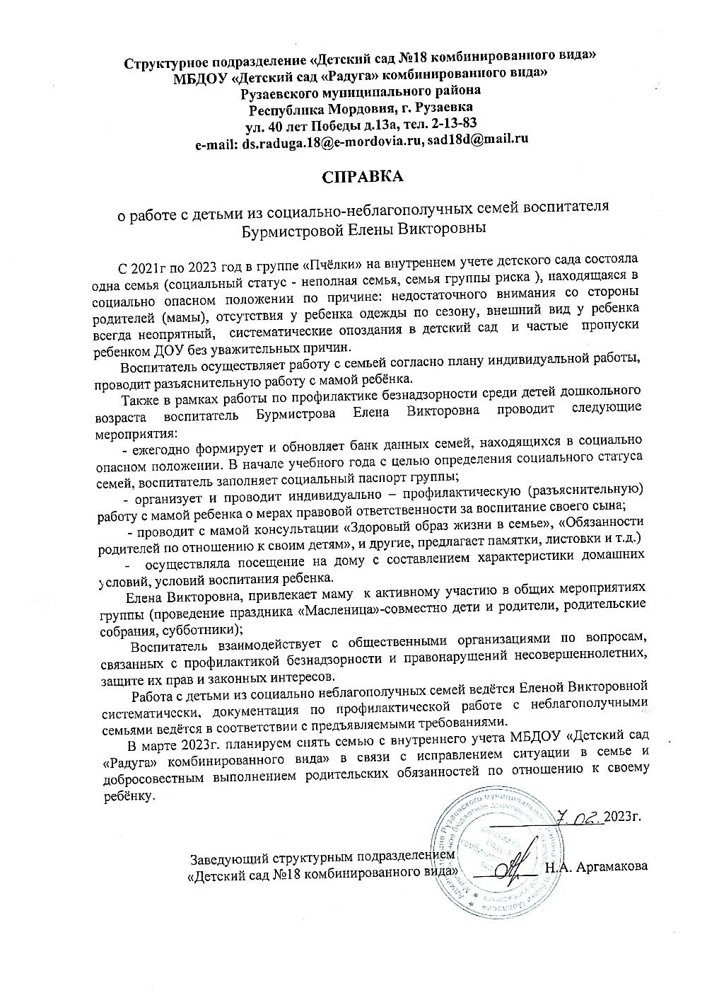 Структурное подразделение «Детский сад №18 комбинированного вида»
МБДОУ «Детский сад «Радуга» комбинированного вида»
Рузаевского муниципального района
Республика Мордовия, г. Рузаевка
ул. 40 лет Победы д.13а, тел. 2-13-83
e-mail: ds.raduga.18@e-mordovia.ru, sad18d@mail.ru
СПРАВКА
о работе с детьми из социально-неблагополучных семей воспитателя
Бурмистровой Елены Викторовны
С 2021г по 2023 год в группе «Пчёлки» на внутреннем учете детского сада состояла
одна семья (социальный статус - неполная семья, семья группы риска ), находящаяся в
социально опасном положении по причине: недостаточного внимания со стороны
родителей (мамы), отсутствия у ребенка одежды по сезону, внешний вид у ребенка
всегда неопрятный, систематические опоздания в детский сад и частые пропуски
ребенком ДОУ без уважительных причин.
Воспитатель осуществляет работу с семьей согласно плану индивидуальной работы,
проводит разъяснительную работу с мамой ребёнка.
Также в рамках работы по профилактике безнадзорности среди детей дошкольного
возраста воспитатель Бурмистрова Елена Викторовна проводит следующие
мероприятия:
- ежегодно формирует и обновляет банк данных семей, находящихся в социально
опасном положении. В начале учебного года с целью определения социального статуса
семей, воспитатель заполняет социальный паспорт группы;
- организует и проводит индивидуально – профилактическую (разъяснительную)
работу с мамой ребенка о мерах правовой ответственности за воспитание своего сына;
- проводит с мамой консультации «Здоровый образ жизни в семье», «Обязанности
родителей по отношению к своим детям», и другие, предлагает памятки, листовки и т.д.)
- осуществляла посещение на дому с составлением характеристики домашних
условий, условий воспитания ребенка.
Елена Викторовна, привлекает маму к активному участию в общих мероприятиях
группы (проведение праздника «Масленица»-совместно дети и родители, родительские
собрания, субботники);
Воспитатель взаимодействует с общественными организациями по вопросам,
связанных с профилактикой безнадзорности и правонарушений несовершеннолетних,
защите их прав и законных интересов.
Работа с детьми из социально неблагополучных семей ведётся Еленой Викторовной
систематически, документация по профилактической работе с неблагополучными
семьями ведётся в соответствии с предъявляемыми требованиями.
В марте 2023г. планируем снять семью с внутреннего учета МБДОУ «Детский сад
«Радуга» комбинированного вида» в связи с исправлением ситуации в семье и
добросовестным выполнением родительских обязанностей по отношению к своему
ребёнку.
7.02.2023г.
Заведующий структурным подразделением
«Детский сад №18 комбинированного вида» Н.А. Аргамакова